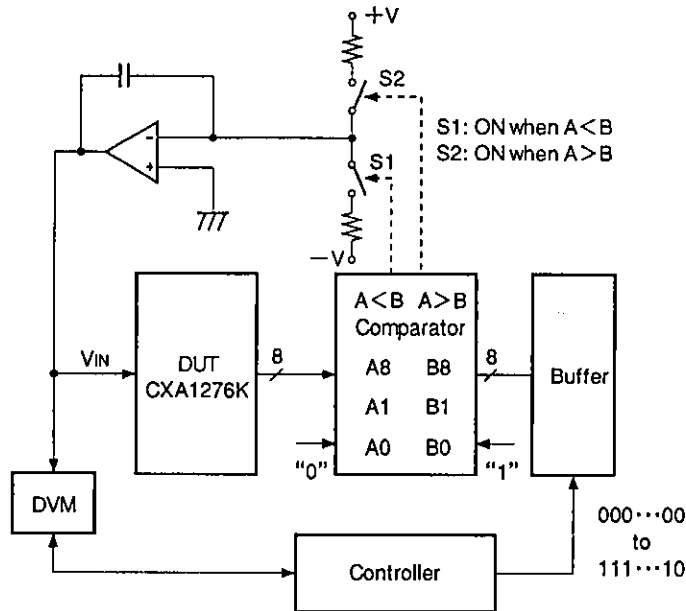 +V
S2
S1: ON when A<B
S2: ON when A>B
S1
−V
−
+
VIN
DUT
CXA1276K
8
A<B A>B
Comparator
A8 B8
A1 B1
A0 B0
"0"
"1"
8
Buffer
DVM
Controller
000···00
to
111···10